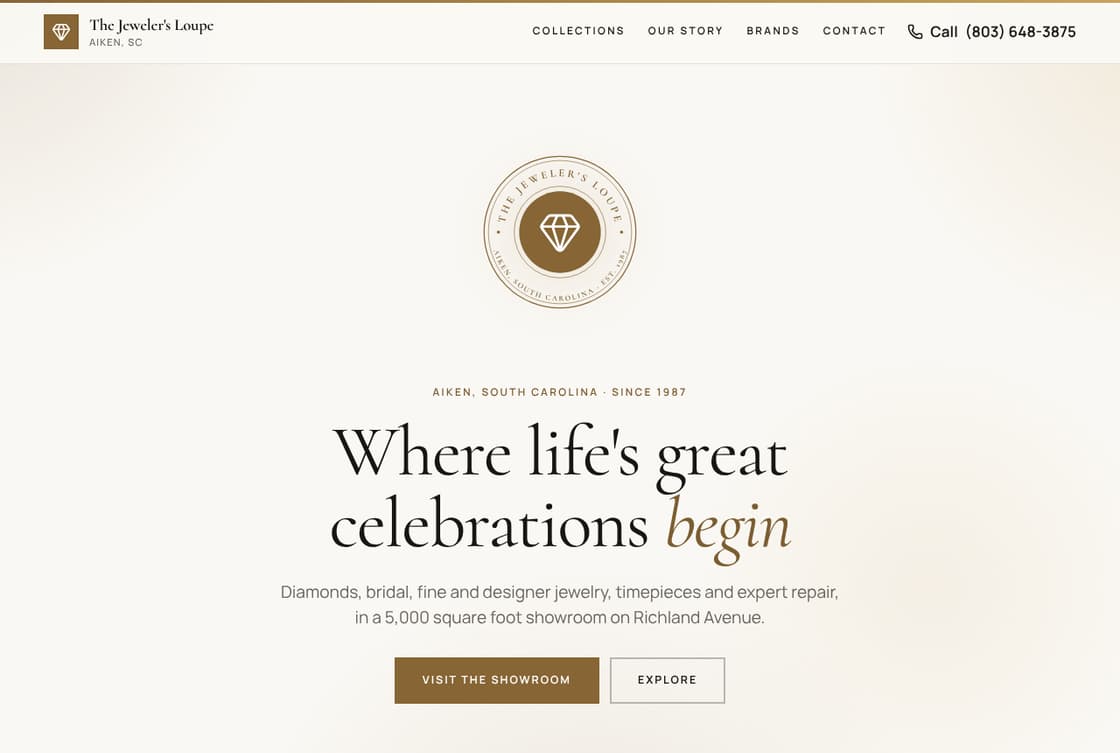 The Jeweler's Loupe
AIKEN, SC
COLLECTIONS
OUR STORY
BRANDS
CONTACT
Call (803) 648-3875
THE JEWELER'S LOUPE
AIKEN, SOUTH CAROLINA · EST. 1987
AIKEN, SOUTH CAROLINA · SINCE 1987
Where life's great
celebrations begin
Diamonds, bridal, fine and designer jewelry, timepieces and expert repair,
in a 5,000 square foot showroom on Richland Avenue.
VISIT THE SHOWROOM
EXPLORE